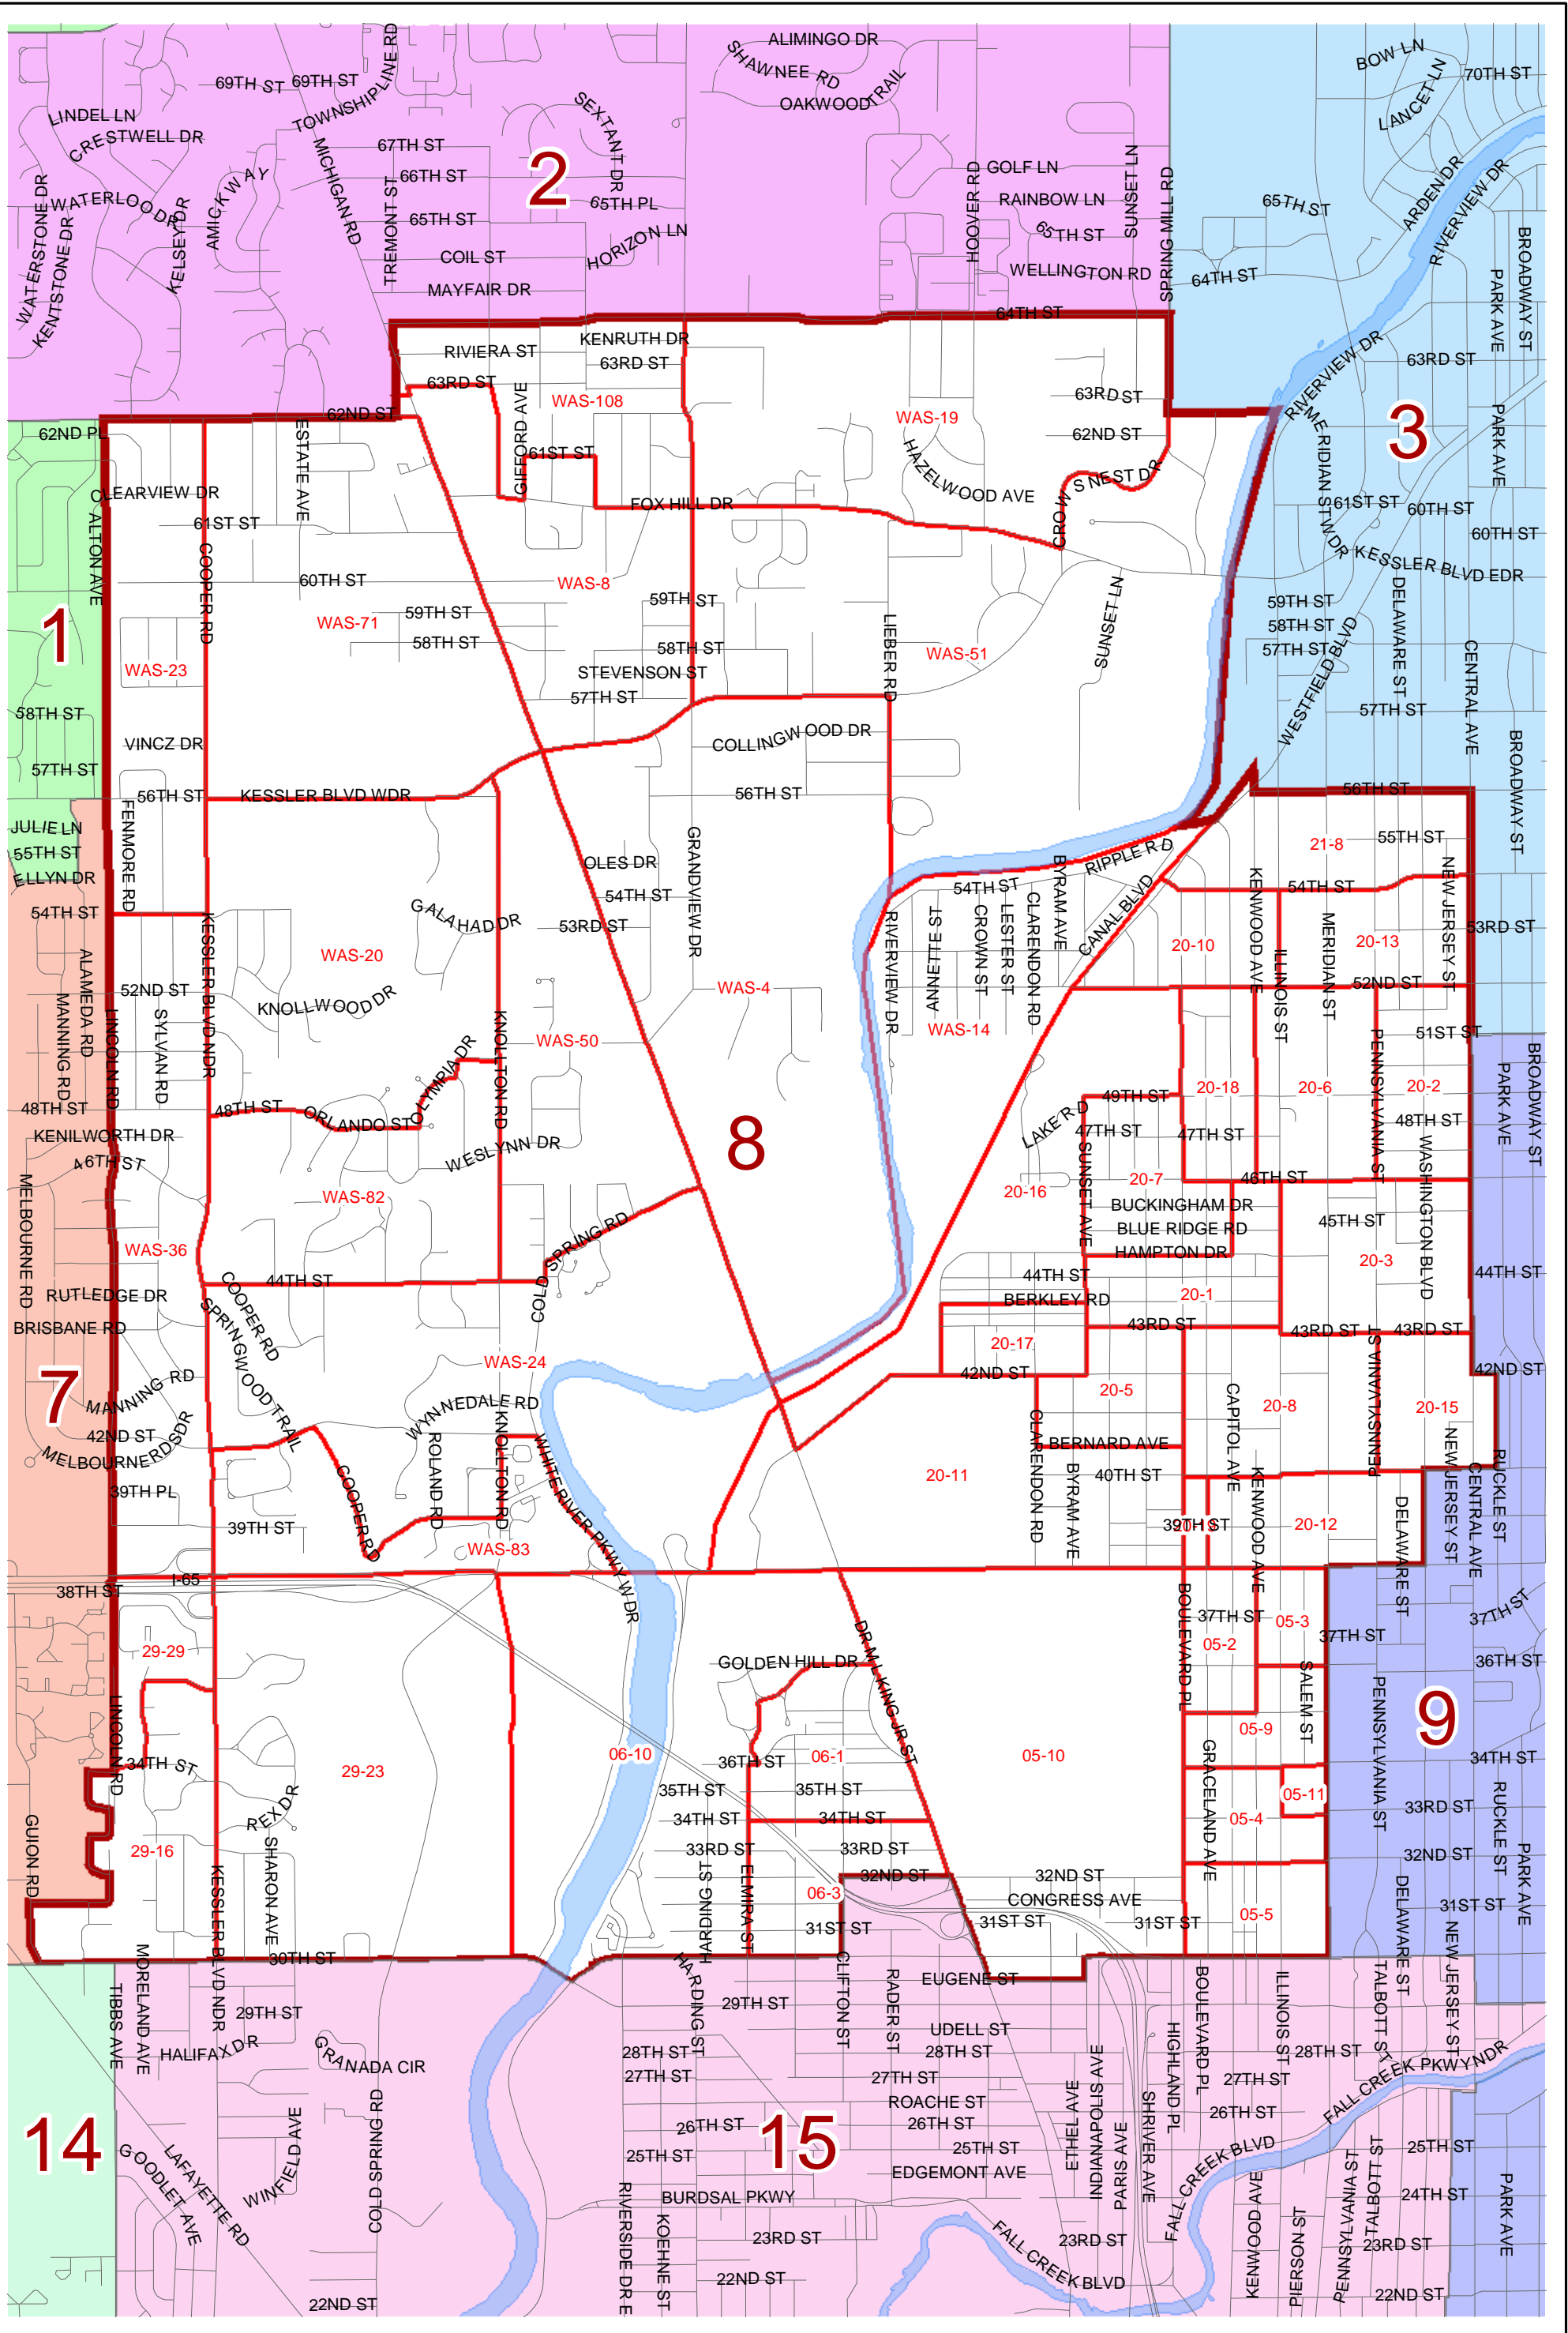 ALIMINGO DR
SHAWNEE RD
OAKWOOD TRAIL
BOW LN
LANCET LN
70TH ST
69TH ST
69TH ST
TOWNSHIPLINE RD
LINDEL LN
CRESTWELL DR
SEXTANT DR
67TH ST
MICHIGAN RD
66TH ST
2
65TH PL
TREMONT ST
65TH ST
HORIZON LN
COIL ST
MAYFAIR DR
WATERSTONE DR
WATERLOO DR
KENTSTONE DR
KELSEY DR
AMICK WAY
HOOVER RD
GOLF LN
RAINBOW LN
65TH ST
WELLINGTON RD
SUNSET LN
SPRING MILL RD
64TH ST
65TH ST
64TH ST
ARDEN DR
RIVERVIEW DR
BROADWAY ST
PARK AVE
RIVERVIEW DR
63RD ST
3
KENRUTH DR
RIVIERA ST
63RD ST
63RD ST
WAS-108
GIFFORD AVE
61ST ST
WAS-19
63RD ST
62ND ST
HAZELWOOD AVE
CROW S NEST DR
FOX HILL DR
62ND ST
62ND PL
ESTATE AVE
CLEARVIEW DR
61ST ST
ALTON AVE
COOPER RD
60TH ST
WAS-8
59TH ST
58TH ST
WAS-71
59TH ST
58TH ST
STEVENSON ST
57TH ST
LIEBER RD
WAS-51
SUNSET LN
MERIDIAN ST W DR
61ST ST
60TH ST
60TH ST
PARK AVE
KESSLER BLVD EDR
59TH ST
58TH ST
57TH ST
WESTFIELD BLVD
DELAWARE ST
CENTRAL AVE
57TH ST
BROADWAY ST
1
WAS-23
58TH ST
VINCZ DR
57TH ST
56TH ST
KESSLER BLVD WDR
COLLINGWOOD DR
56TH ST
56TH ST
JULIE LN
55TH ST
ELLYN DR
54TH ST
FENMORE RD
OLES DR
54TH ST
53RD ST
GRANDVIEW DR
GALAHAD DR
WAS-20
KNOLLWOOD DR
52ND ST
KESSLER BLVD NDR
ALAMEDA RD
MANNING RD
LINCOLN RD
SYLVAN RD
WAS-50
WAS-4
KNOLLTON RD
OLYMPIA DR
48TH ST
ORLANDO ST
48TH ST
KENILWORTH DR
46TH ST
WESLYNN DR
8
RIPPLE RD
BYRAM AVE
54TH ST
CANAL BLVD
RIVERVIEW DR
ANNETTE ST
CROWN ST
LESTER ST
CLARENDON RD
WAS-14
21-8
55TH ST
KENWOOD AVE
54TH ST
NEW JERSEY ST
53RD ST
20-10
ILLINOIS ST
MERIDIAN ST
20-13
52ND ST
51ST ST
PENNSYLVANIA ST
20-18
20-6
20-2
49TH ST
48TH ST
LAKE RD
47TH ST
47TH ST
SUNSET AVE
20-7
20-16
46TH ST
BUCKINGHAM DR
BLUE RIDGE RD
HAMPTON DR
45TH ST
WASHINGTON BLVD
20-3
PARK AVE
BROADWAY ST
44TH ST
MELBOURNE RD
WAS-36
WAS-82
RUTLEDGE DR
44TH ST
COLD SPRING RD
44TH ST
BERKLEY RD
20-1
43RD ST
43RD ST
43RD ST
BRISBANE RD
COOPER RD
SPRINGWOOD TRAIL
WAS-24
20-17
42ND ST
42ND ST
7
MANNING RD
42ND ST
MELBOURNE RD SDR
39TH PL
39TH ST
COOPER RD
WYNNEDALE RD
ROLAND RD
KNOLLTON RD
WHITE RIVER PKWY W DR
WAS-83
20-5
CAPITOL AVE
20-8
PENNSYLVANIA ST
20-15
CLARENDON RD
BERNARD AVE
20-11
40TH ST
BYRAM AVE
39TH ST
20-19
KENWOOD AVE
20-12
DELAWARE ST
NEW JERSEY ST
CENTRAL AVE
RUCKLE ST
NEW JERSEY ST
I-65
38TH ST
37TH ST
37TH ST
37TH ST
36TH ST
29-29
GOLDEN HILL DR
DR M L KING JR ST
BOULEVARD PL
05-2
05-3
SALEM ST
05-9
9
LINCOLN RD
34TH ST
29-23
REX DR
29-16
SHARON AVE
GUION RD
KESSLER BLVD NDR
30TH ST
06-10
36TH ST
06-1
35TH ST
35TH ST
34TH ST
34TH ST
33RD ST
33RD ST
32ND ST
HARDING ST
ELMIRA ST
06-3
31ST ST
05-10
32ND ST
CONGRESS AVE
31ST ST
31ST ST
GRACELAND AVE
05-11
05-4
05-5
PENNSYLVANIA ST
34TH ST
33RD ST
RUCKLE ST
32ND ST
31ST ST
PARK AVE
DELAWARE ST
NEW JERSEY ST
EUGENE ST
TIBBS AVE
MORELAND AVE
29TH ST
HALIFAX DR
GRANADA CIR
HARDING ST
29TH ST
CLIFTON ST
RADER ST
UDELL ST
28TH ST
28TH ST
27TH ST
27TH ST
ROACHE ST
26TH ST
26TH ST
25TH ST
25TH ST
EDGEMONT AVE
BURDSAL PKWY
23RD ST
22ND ST
14
15
GOODLET AVE
LAFAYETTE RD
WINFIELD AVE
COLD SPRING RD
22ND ST
RIVERSIDE DR E
KOEHNE ST
ETHEL AVE
INDIANAPOLIS AVE
PARIS AVE
SHRIVER AVE
HIGHLAND PL
BOULEVARD PL
ILLINOIS ST
TALBOTT ST
28TH ST
27TH ST
26TH ST
FALL CREEK PKWY NDR
FALL CREEK BLVD
25TH ST
24TH ST
23RD ST
22ND ST
23RD ST
FALL CREEK BLVD
KENWOOD AVE
PIERSON ST
PENNSYLVANIA ST
TALBOTT ST
PARK AVE